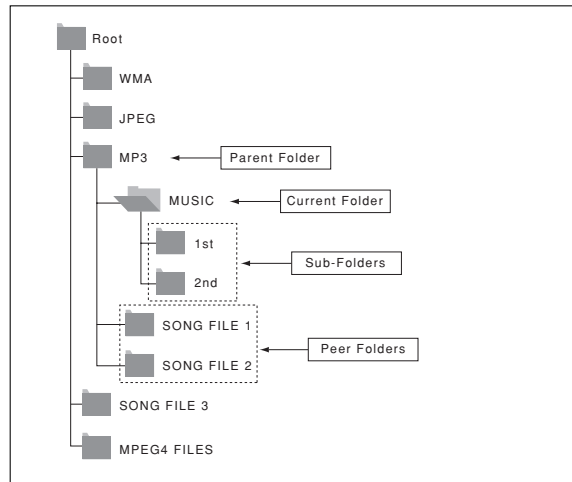 Root
WMA
JPEG
MP3
Parent Folder
MUSIC
Current Folder
1st
Sub-Folders
2nd
SONG FILE 1
Peer Folders
SONG FILE 2
SONG FILE 3
MPEG4 FILES